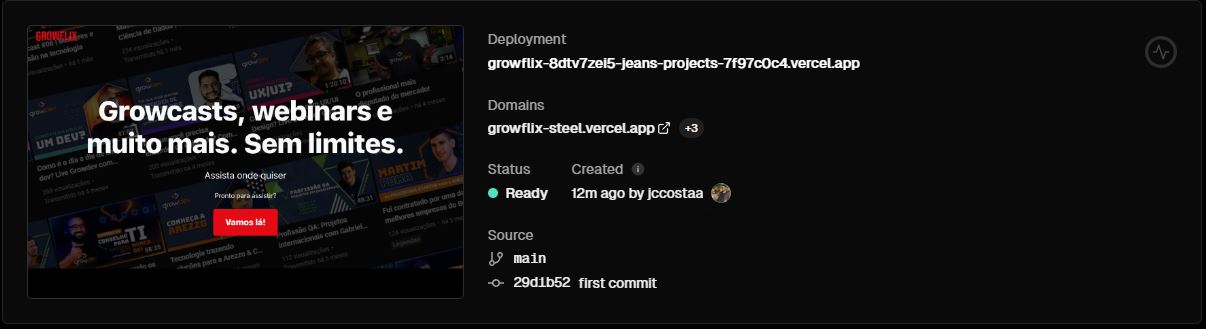 GROWFLIX
Growcasts, webinars e
muito mais. Sem limites.
Assista onde quiser
Pronto para assistir?
Vamos lá!
Deployment
growflix-8dtv7zei5-jeans-projects-7f97c0c4.vercel.app
Domains
growflix-steel.vercel.app
+3
Status
Created
Ready
12m ago by jccostaa
Source
main
29d1b52 first commit